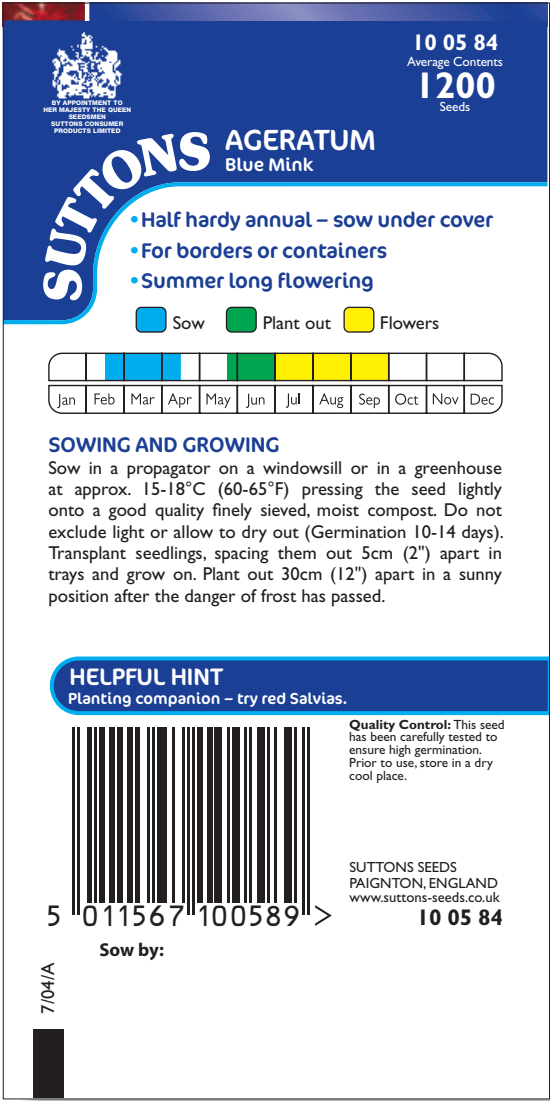 10 05 84
Average Contents
1200
Seeds
BY APPOINTMENT TO
HER MAJESTY THE QUEEN
SEEDSMEN
SUTTONS CONSUMER
PRODUCTS LIMITED
SUTTONS
AGERATUM
Blue Mink
•Half hardy annual – sow under cover
•For borders or containers
•Summer long flowering
Sow Plant out Flowers
Jan Feb Mar Apr May Jun Jul Aug Sep Oct Nov Dec
SOWING AND GROWING
Sow in a propagator on a windowsill or in a greenhouse
at approx. 15-18°C (60-65°F) pressing the seed lightly
onto a good quality finely sieved, moist compost. Do not
exclude light or allow to dry out (Germination 10-14 days).
Transplant seedlings, spacing them out 5cm (2") apart in
trays and grow on. Plant out 30cm (12") apart in a sunny
position after the danger of frost has passed.
HELPFUL HINT
Planting companion – try red Salvias.
Quality Control: This seed
has been carefully tested to
ensure high germination.
Prior to use, store in a dry
cool place.
SUTTONS SEEDS
PAIGNTON, ENGLAND
www.suttons-seeds.co.uk
10 05 84
5 011567 100589 >
Sow by:
7/04/A